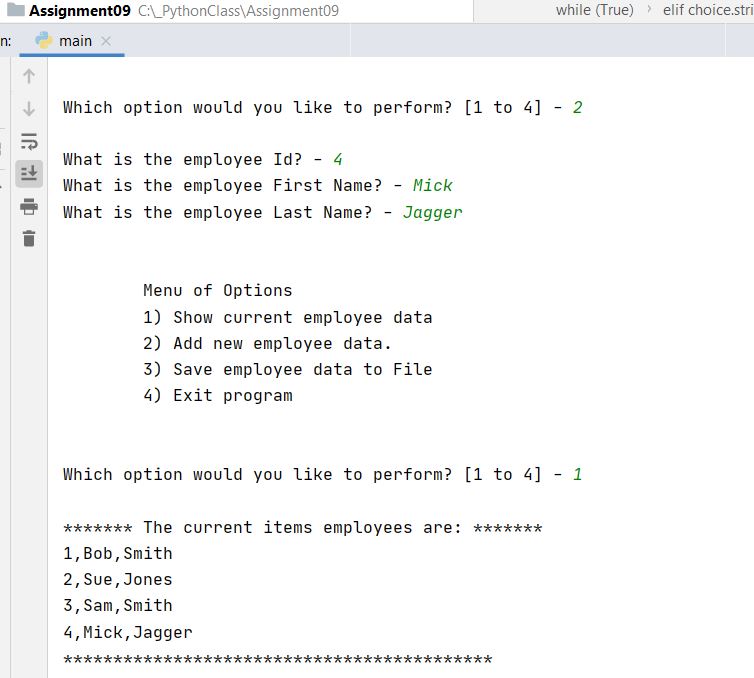 Assignment09 C:\_PythonClass\Assignment09 while (True) › elif choice.stri
n: main ×
Which option would you like to perform? [1 to 4] - 2
What is the employee Id? - 4
What is the employee First Name? - Mick
What is the employee Last Name? - Jagger
Menu of Options
1) Show current employee data
2) Add new employee data.
3) Save employee data to File
4) Exit program
Which option would you like to perform? [1 to 4] - 1
******* The current items employees are: *******
1,Bob,Smith
2,Sue,Jones
3,Sam,Smith
4,Mick,Jagger
*******************************************